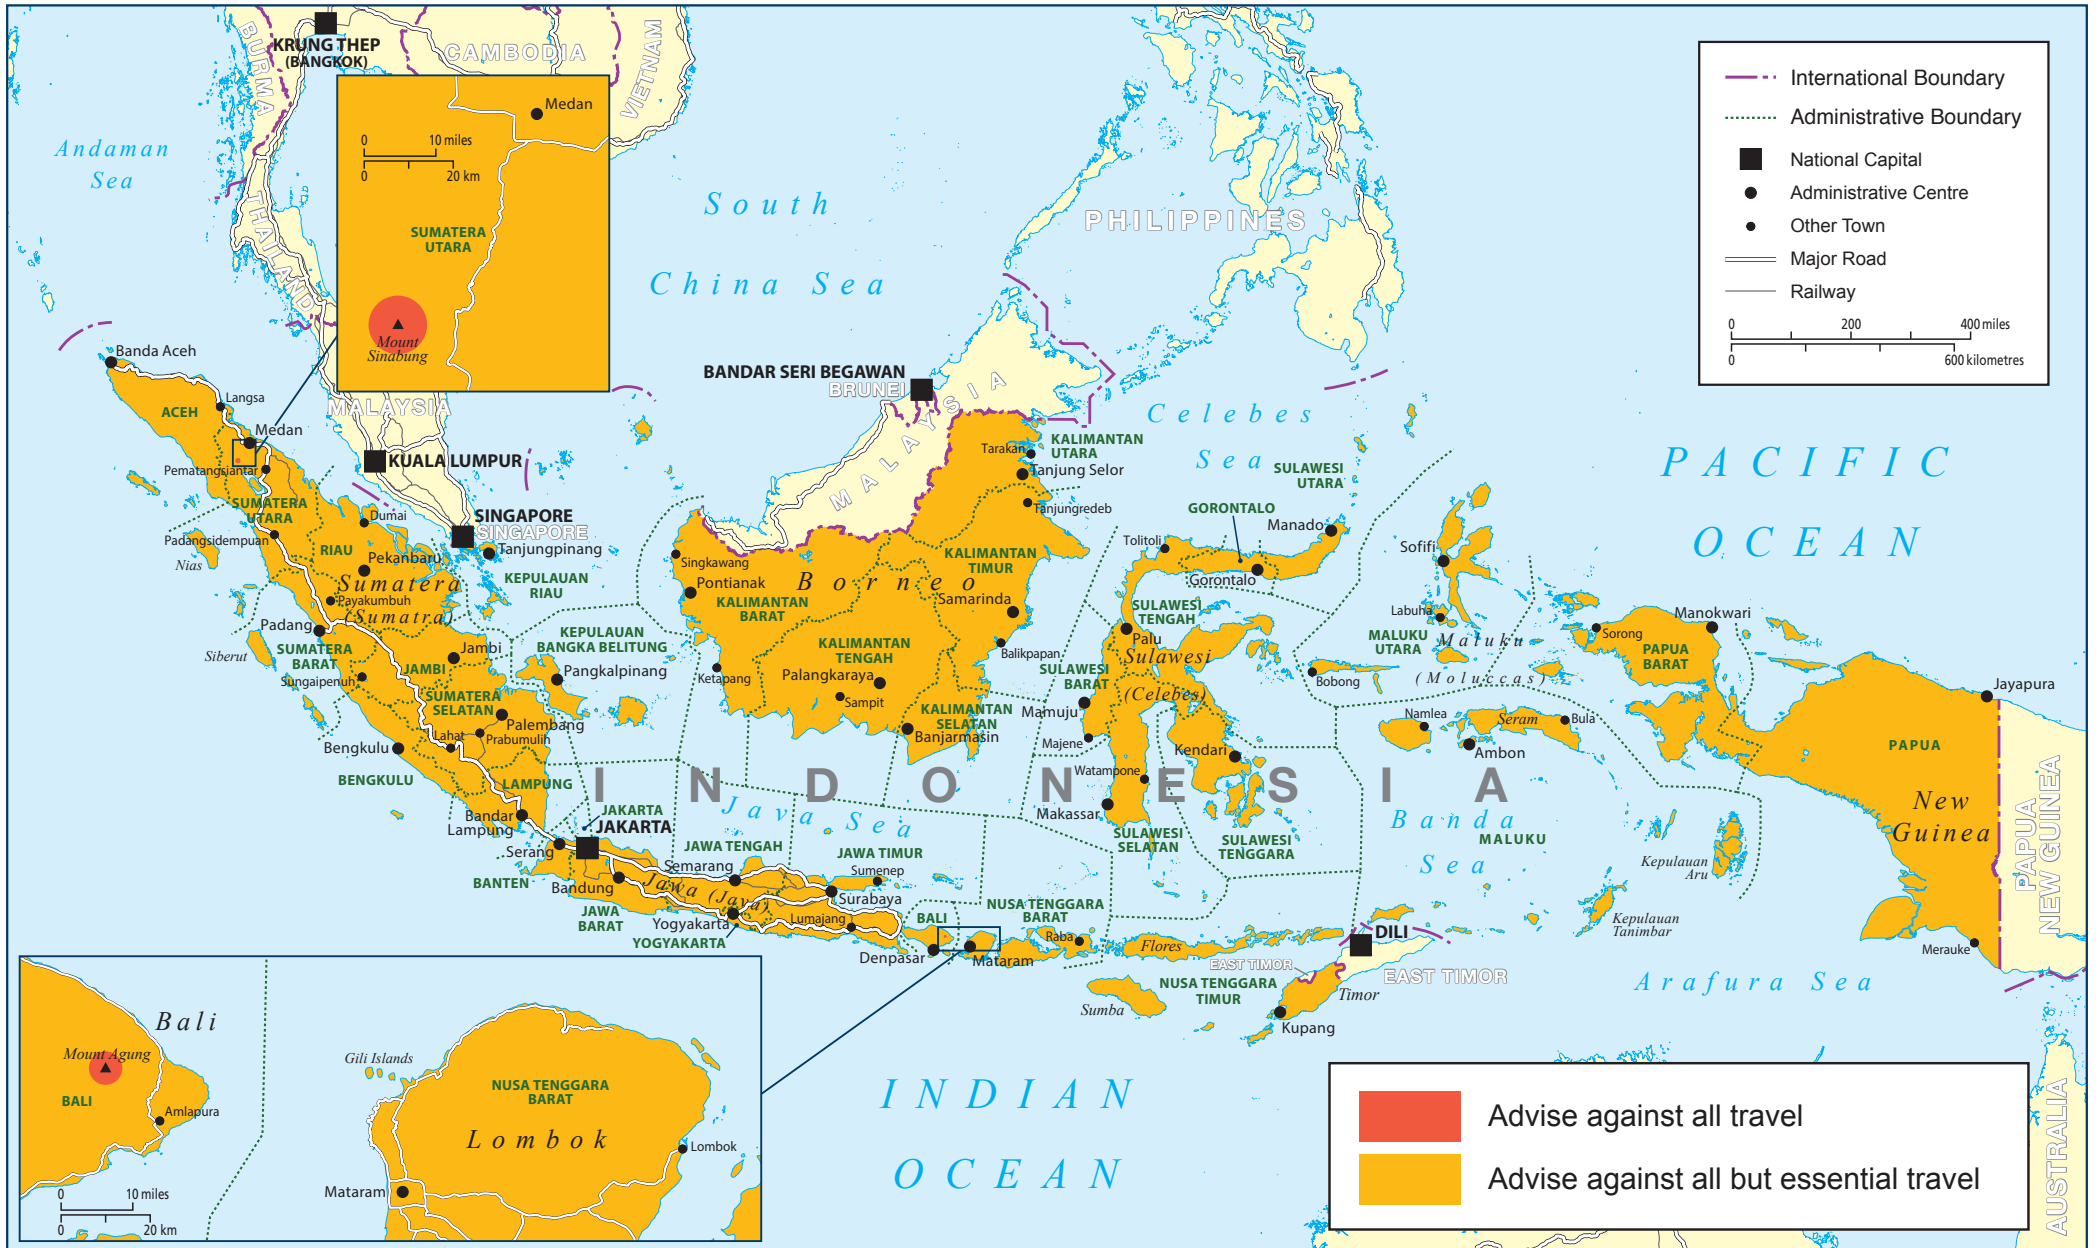 KRUNG THEP
(BANGKOK)
BURMA
CAMBODIA
VIETNAM
THAILAND
Andaman
Sea
Medan
0 10 miles
0 20 km
SUMATERA
UTARA
Mount
Sinabung
South
China Sea
PHILIPPINES
International Boundary
Administrative Boundary
National Capital
Administrative Centre
Other Town
Major Road
Railway
0 200 400 miles
0 600 kilometres
Banda Aceh
ACEH
Langsa
Medan
Pematangsiantar
SUMATERA
UTARA
Padangsidempuan
Nias
MALAYSIA
KUALA LUMPUR
SINGAPORE
SINGAPORE
Dumai
RIAU
Pekanbaru
Tanjungpinang
KEPULAUAN
RIAU
Sumatera
(Sumatra)
Payakumbuh
Padang
Siberut
SUMATERA
BARAT
Sungaipenuh
JAMBI
Jambi
KEPULAUAN
BANGKA BELITUNG
Pangkalpinang
SUMATERA
SELATAN
Palembang
Prabumulih
Lahat
Bengkulu
BENGKULU
LAMPUNG
Bandar
Lampung
BANDAR SERI BEGAWAN
BRUNEI
MALAYSIA
Celebes
Sea
PACIFIC
OCEAN
Tarakan
KALIMANTAN
UTARA
Tanjung Selor
Tanjungredeb
SULAWESI
UTARA
GORONTALO
Manado
Tolitoli
Gorontalo
Sofifi
Singkawang
Pontianak
KALIMANTAN
BARAT
Borneo
KALIMANTAN
TIMUR
Samarinda
Balikpapan
KALIMANTAN
TENGAH
Palangkaraya
Sampit
Ketapang
KALIMANTAN
SELATAN
Banjarmasin
SULAWESI
TENGAH
Palu
Sulawesi
(Celebes)
SULAWESI
BARAT
Mamuju
Majene
Kendari
Watampone
Makassar
SULAWESI
SELATAN
SULAWESI
TENGGARA
Labuha
MALUKU
UTARA
Maluku
(Moluccas)
Bobong
Namlea
Seram
Bula
Ambon
Sorong
Manokwari
PAPUA
BARAT
Jayapura
PAPUA
New
Guinea
PAPUA
NEW GUINEA
INDONESIA
Java Sea
Banda
Sea
MALUKU
Kepulauan
Aru
Kepulauan
Tanimbar
Merauke
JAKARTA
JAKARTA
Serang
BANTEN
Bandung
JAWA
BARAT
JAWA TENGAH
Semarang
Jawa (Java)
Yogyakarta
YOGYAKARTA
JAWA TIMUR
Sumenep
Surabaya
Lumajang
BALI
Denpasar
Mataram
NUSA TENGGARA
BARAT
Raba
Flores
Sumba
EAST TIMOR
NUSA TENGGARA
TIMUR
DILI
EAST TIMOR
Timor
Kupang
Arafura Sea
Bali
Mount Agung
BALI
Amlapura
0 10 miles
0 20 km
Gili Islands
NUSA TENGGARA
BARAT
Lombok
Lombok
Mataram
INDIAN
OCEAN
AUSTRALIA
Advise against all travel
Advise against all but essential travel